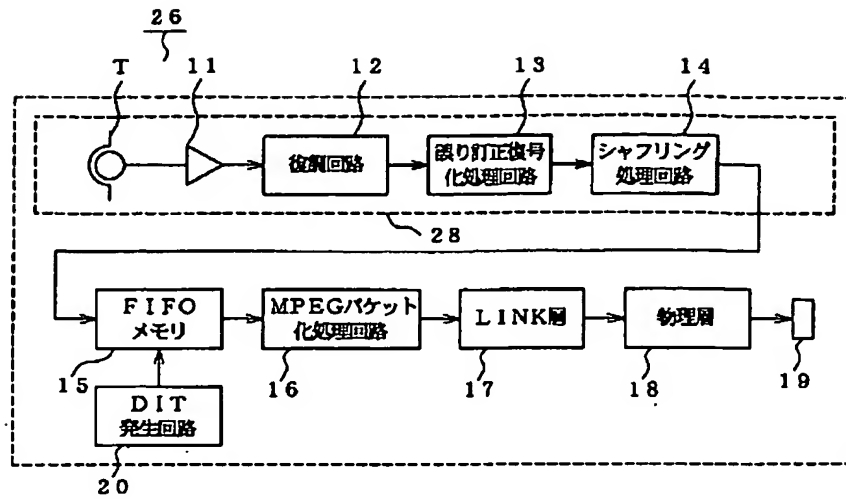 26
T
11
12
13
14
復調回路
誤り訂正復号
化処理回路
シャフリング
処理回路
28
FIFO
メモリ
MPEGパケット
化処理回路
LINK層
物理層
15
16
17
18
19
DIT
発生回路
20